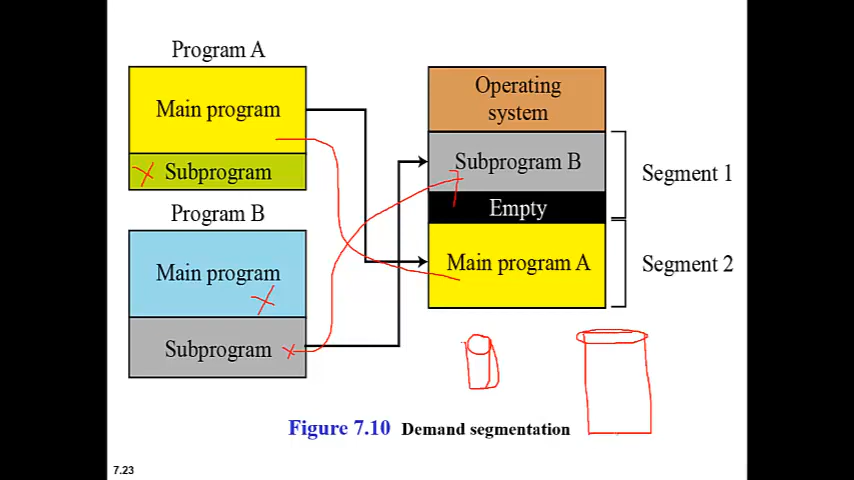 Program A
Main program
Subprogram
Program B
Main program
Subprogram
Operating
system
Subprogram B
Empty
Main program A
Segment 1
Segment 2
Figure 7.10 Demand segmentation
7.23